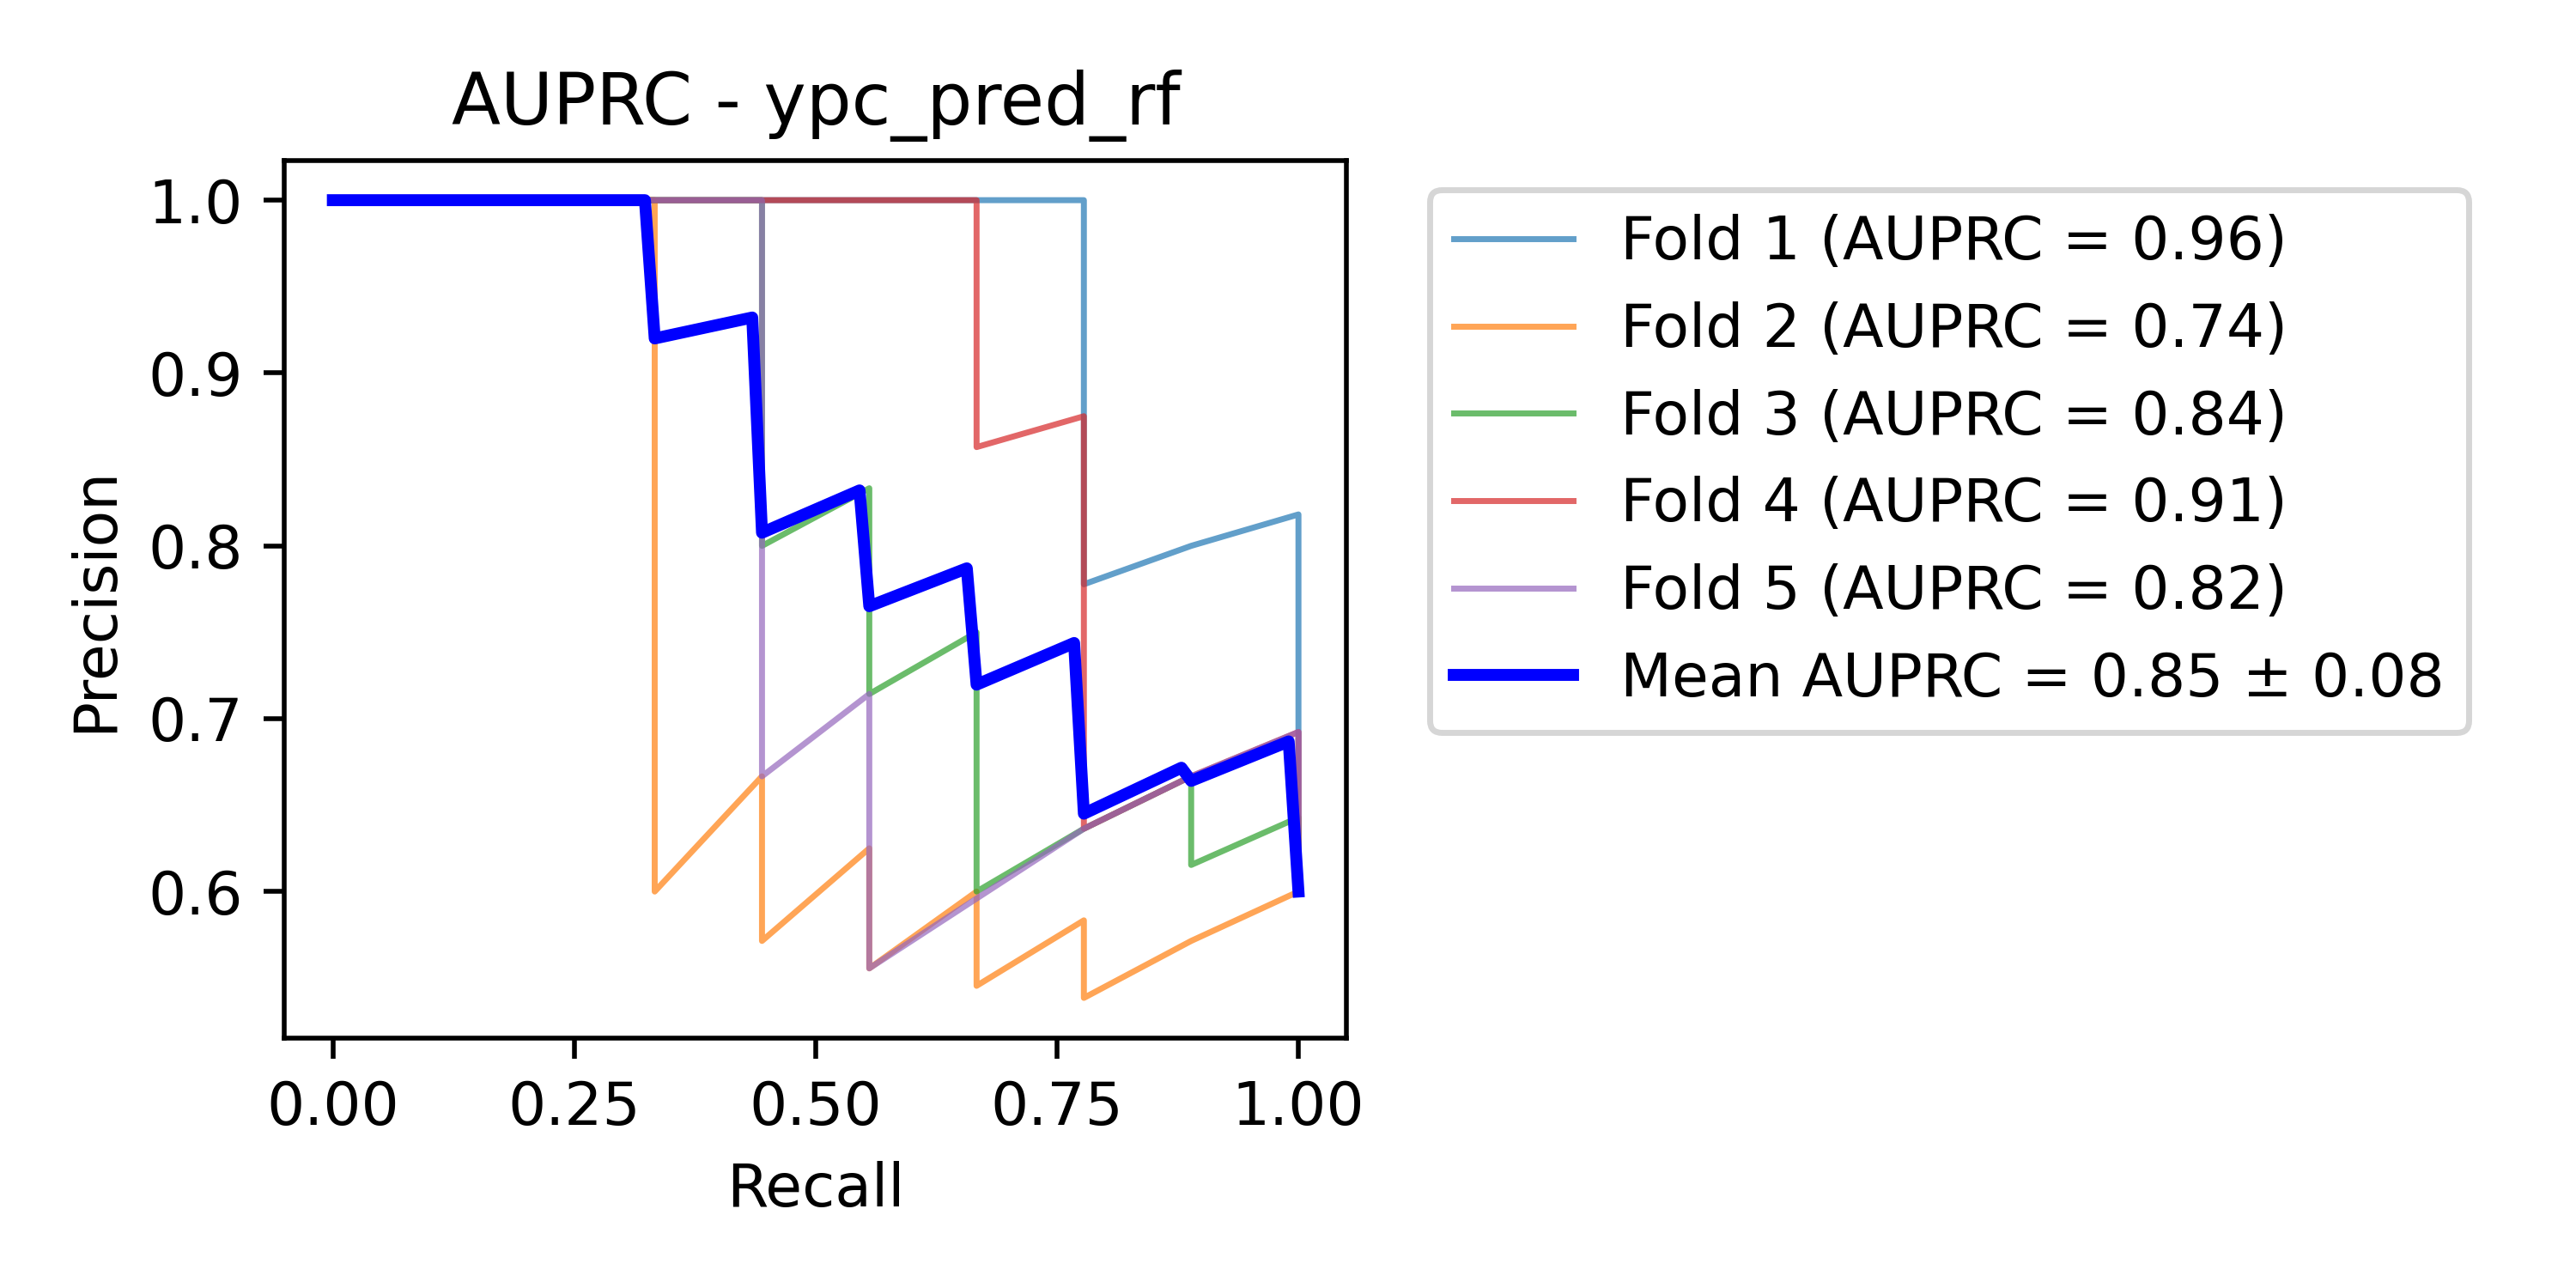 AUPRC - ypc_pred_rf
1.0
0.9
0.8
0.7
0.6
Precision
0.00 0.25 0.50 0.75 1.00
Recall
Fold 1 (AUPRC = 0.96)
Fold 2 (AUPRC = 0.74)
Fold 3 (AUPRC = 0.84)
Fold 4 (AUPRC = 0.91)
Fold 5 (AUPRC = 0.82)
Mean AUPRC = 0.85 ± 0.08